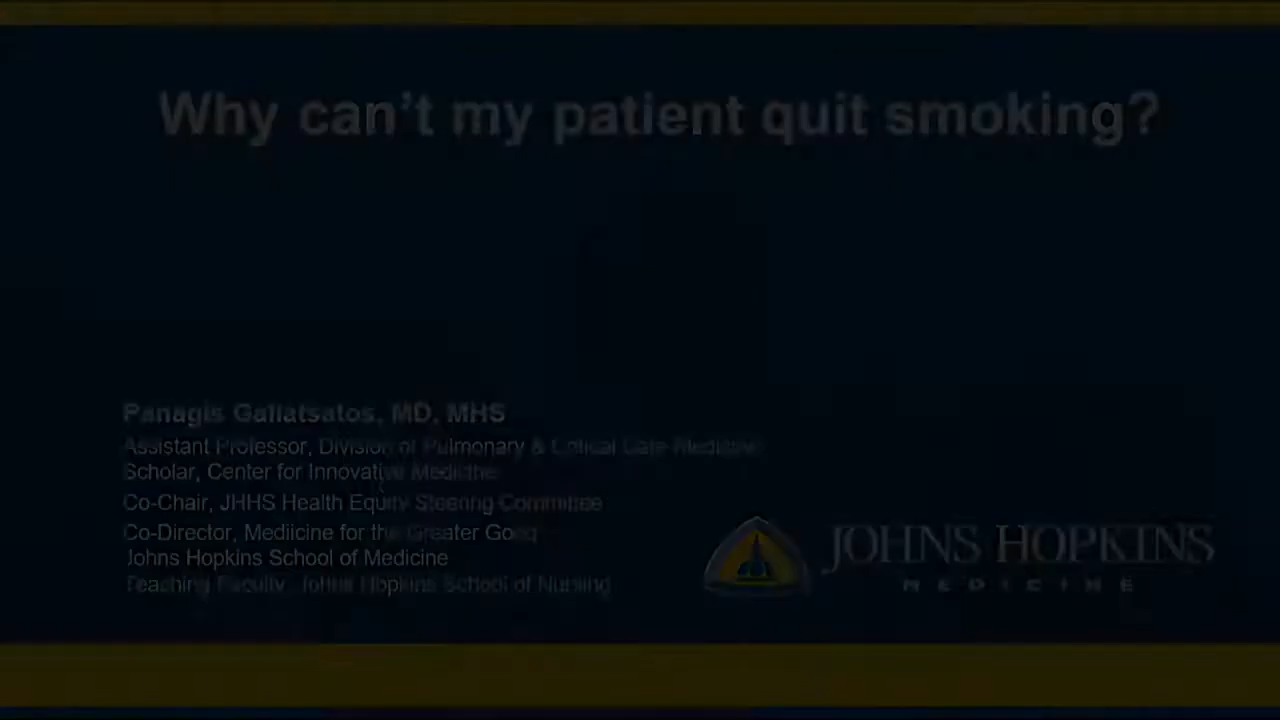 Why can't my patient quit smoking?
Panagis Galiatsatos, MD, MHS
Assistant Professor, Division of Pulmonary & Critical Care Medicine
Scholar, Center for Innovative Medicine
Co-Chair, JHHS Health Equity Steering Committee
Co-Director, Mediicine for the Greater Good
Johns Hopkins School of Medicine
Teaching Faculty, Johns Hopkins School of Nursing
JOHNS HOPKINS
MEDICINE